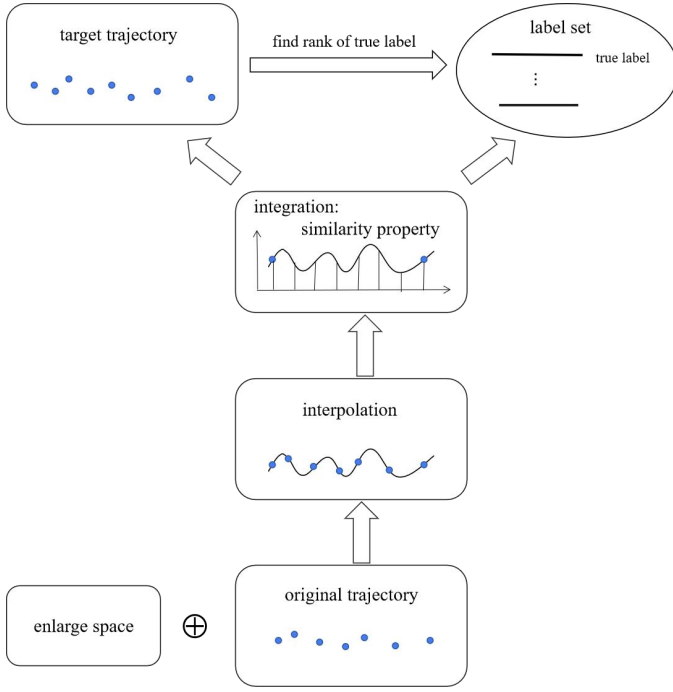 target trajectory
find rank of true label
label set
true label
integration:
similarity property
interpolation
original trajectory
enlarge space